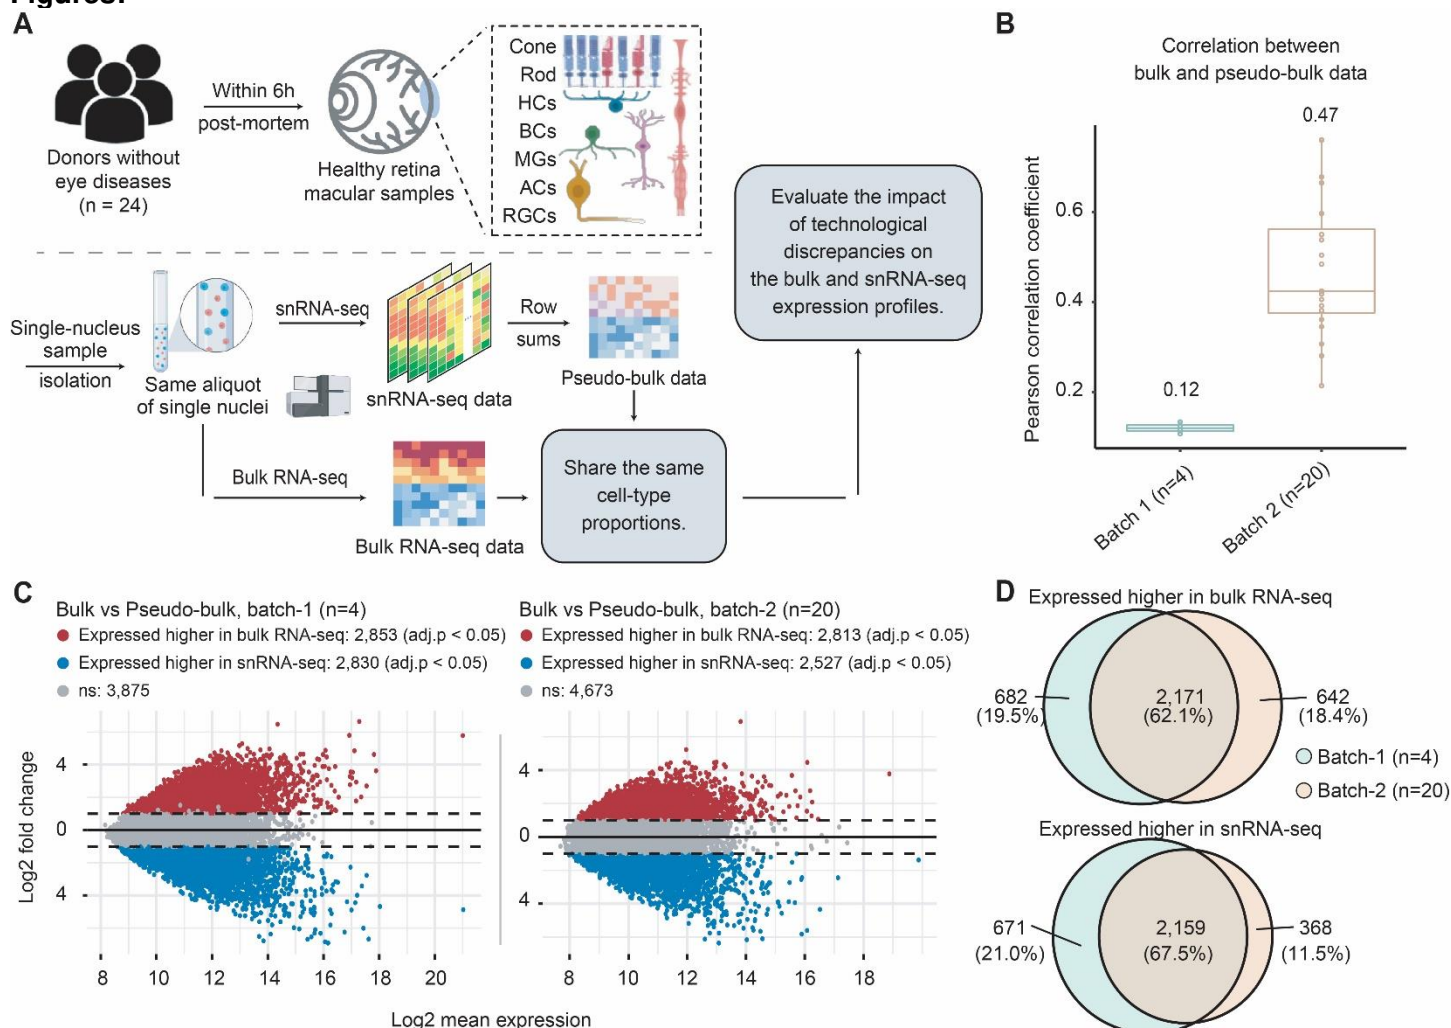 Figures:
A
Donors without
eye diseases
(n = 24)
Within 6h
post-mortem
Healthy retina
macular samples
Cone
Rod
HCs
BCs
MGs
ACs
RGCs
Single-nucleus
sample
isolation
Same aliquot
of single nuclei
snRNA-seq
snRNA-seq data
Row
sums
Pseudo-bulk data
Bulk RNA-seq
Bulk RNA-seq data
Share the same
cell-type
proportions.
Evaluate the impact
of technological
discrepancies on
the bulk and snRNA-seq
expression profiles.
B
Correlation between
bulk and pseudo-bulk data
0.47
0.12
Pearson correlation coefficient
0.6
0.4
0.2
Batch 1 (n=4)
Batch 2 (n=20)
C
Bulk vs Pseudo-bulk, batch-1 (n=4)
Expressed higher in bulk RNA-seq: 2,853 (adj.p < 0.05)
Expressed higher in snRNA-seq: 2,830 (adj.p < 0.05)
ns: 3,875
Log2 fold change
4
0
4
8 10 12 14 16 18 20
Bulk vs Pseudo-bulk, batch-2 (n=20)
Expressed higher in bulk RNA-seq: 2,813 (adj.p < 0.05)
Expressed higher in snRNA-seq: 2,527 (adj.p < 0.05)
ns: 4,673
4
0
4
8 10 12 14 16 18
Log2 mean expression
D
Expressed higher in bulk RNA-seq
682
(19.5%)
2,171
(62.1%)
642
(18.4%)
Batch-1 (n=4)
Batch-2 (n=20)
Expressed higher in snRNA-seq
671
(21.0%)
2,159
(67.5%)
368
(11.5%)